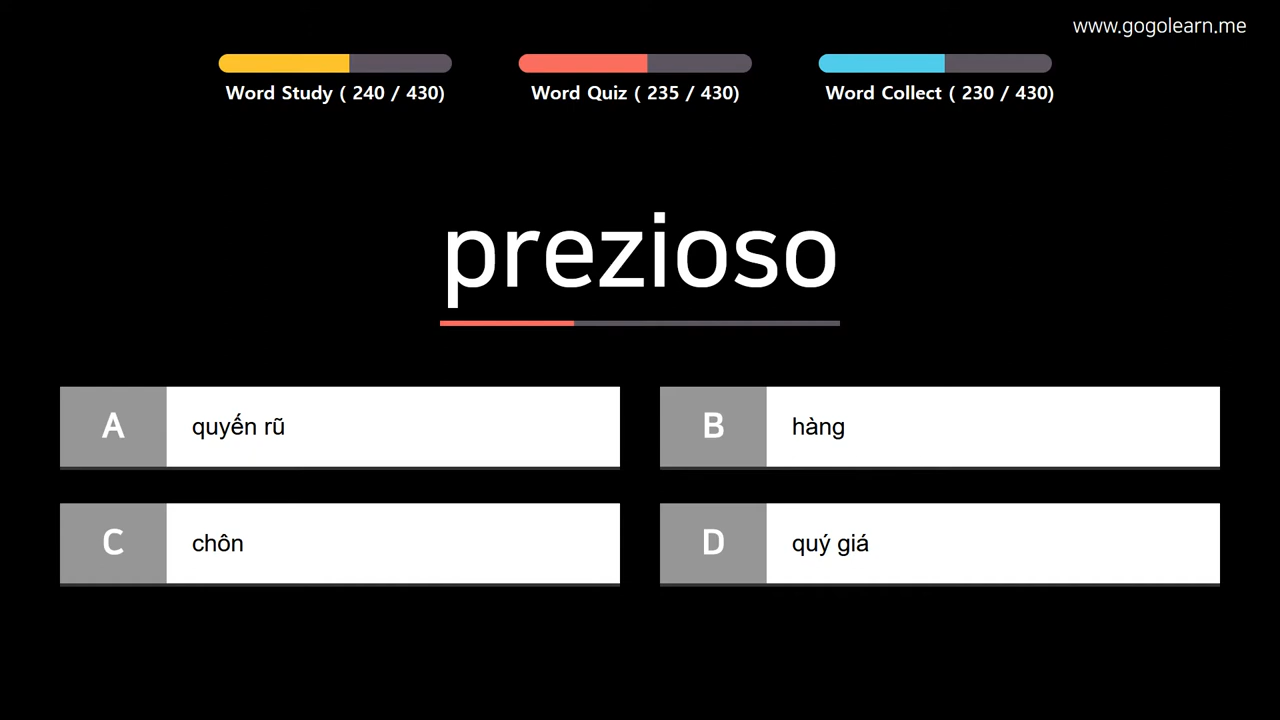 www.gogolearn.me
Word Study ( 240 / 430)
Word Quiz ( 235 / 430)
Word Collect ( 230 / 430)
prezioso
A quyến rũ
B hàng
C chôn
D quý giá